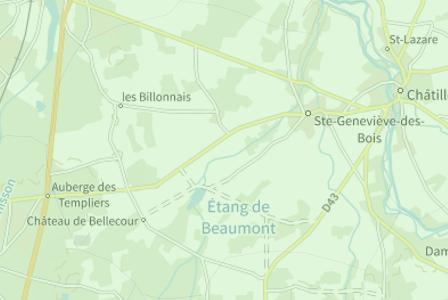 St-Lazare
les Billonnais
Châtill
Ste-Geneviève-des-
Bois
Auberge des
Templiers
Château de Bellecour
Étang de
Beaumont
D43
Dam